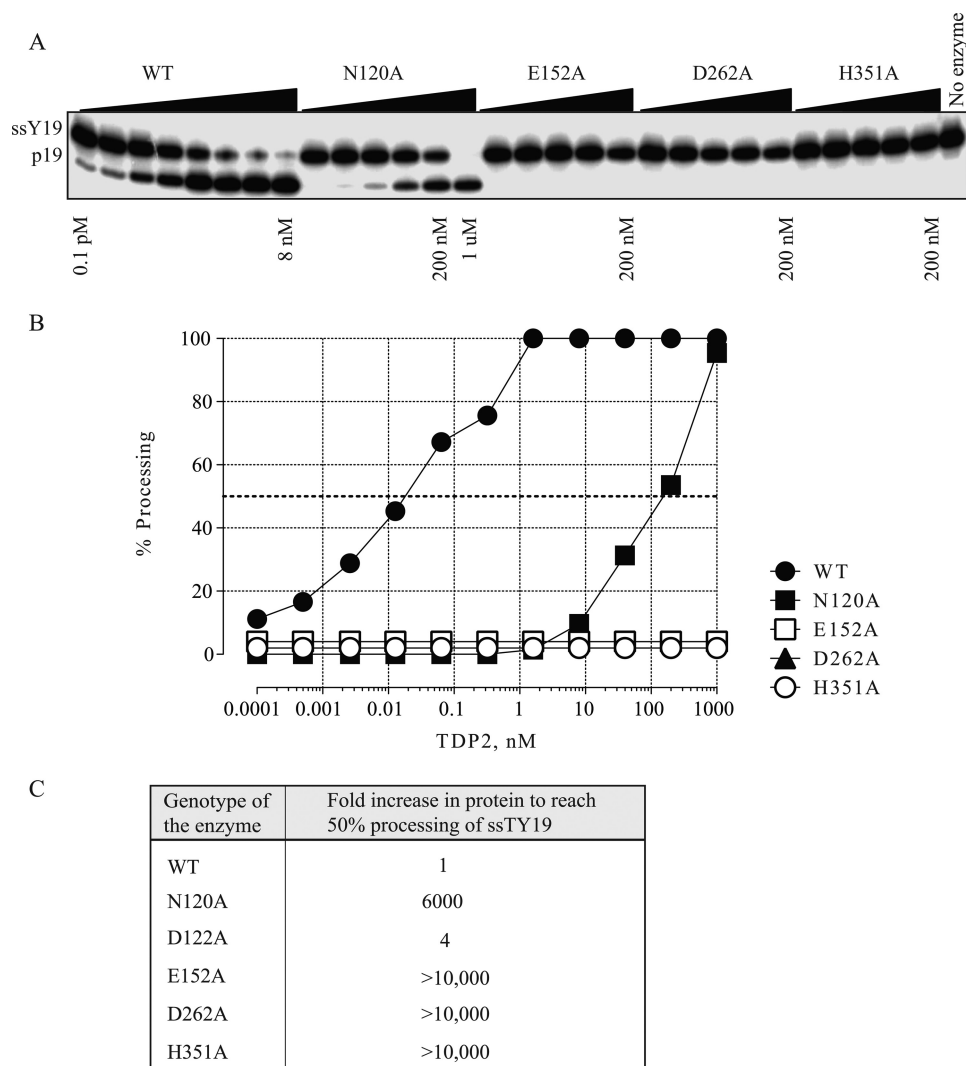 A
WT N120A E152A D262A H351A No enzyme
ssY19
p19
0.1 pM 8 nM 200 nM 1 uM 200 nM 200 nM 200 nM
B
100
80
60
40
20
0
% Processing
0.0001 0.001 0.01 0.1 1 10 100 1000
TDP2, nM
WT
N120A
E152A
D262A
H351A
C
Genotype of the enzyme
Fold increase in protein to reach 50% processing of ssTY19
WT 1
N120A 6000
D122A 4
E152A >10,000
D262A >10,000
H351A >10,000